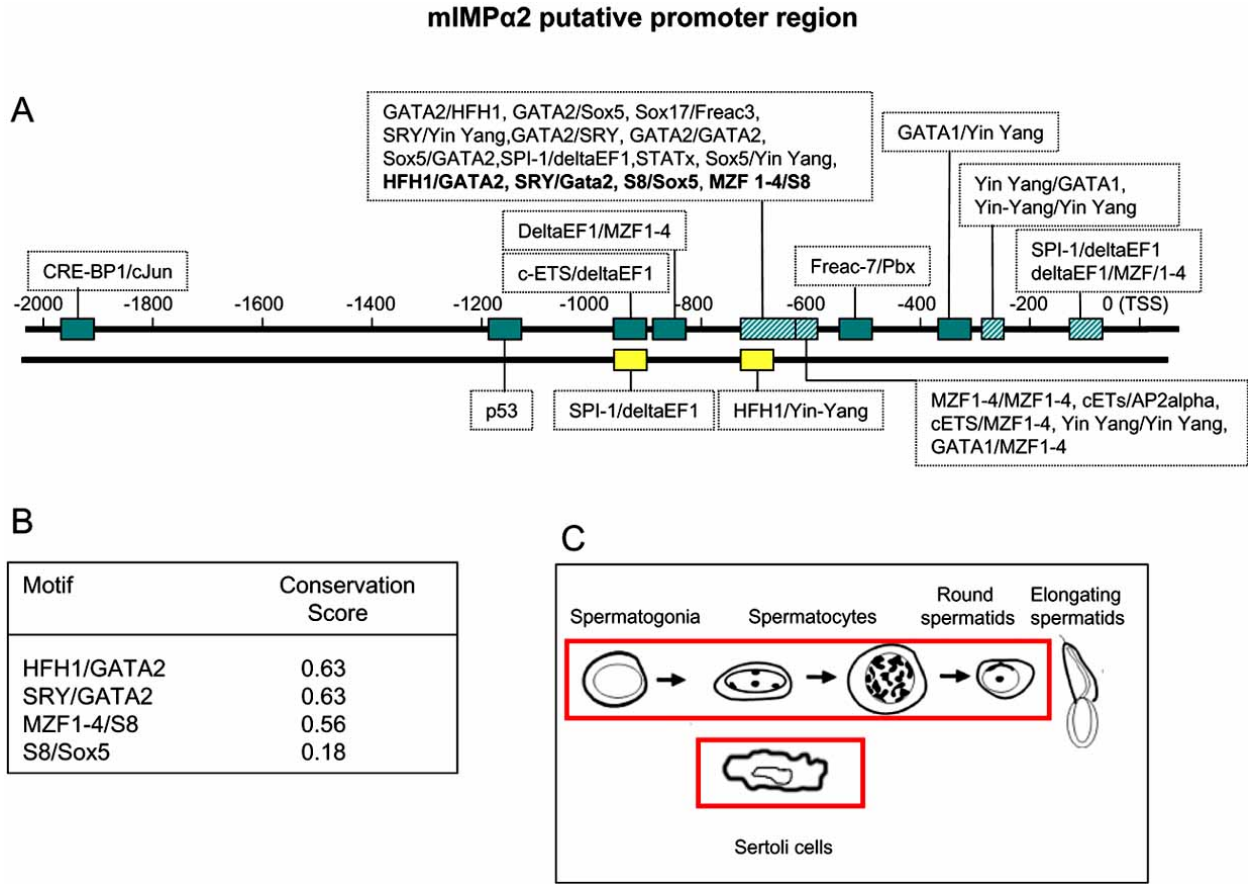 mIMPα2 putative promoter region
A
GATA2/HFH1, GATA2/Sox5, Sox17/Freac3,
SRY/Yin Yang,GATA2/SRY, GATA2/GATA2,
Sox5/GATA2,SPI-1/deltaEF1,STATx, Sox5/Yin Yang,
HFH1/GATA2, SRY/Gata2, S8/Sox5, MZF 1-4/S8
GATA1/Yin Yang
Yin Yang/GATA1,
Yin-Yang/Yin Yang
DeltaEF1/MZF1-4
CRE-BP1/cJun
c-ETS/deltaEF1
Freac-7/Pbx
SPI-1/deltaEF1
deltaEF1/MZF/1-4
-2000 -1800 -1600 -1400 -1200 -1000 -800 -600 -400 -200 0 (TSS)
p53
SPI-1/deltaEF1
HFH1/Yin-Yang
MZF1-4/MZF1-4, cETs/AP2alpha,
cETS/MZF1-4, Yin Yang/Yin Yang,
GATA1/MZF1-4
B
Motif Conservation
Score
HFH1/GATA2 0.63
SRY/GATA2 0.63
MZF1-4/S8 0.56
S8/Sox5 0.18
C
Spermatogonia Spermatocytes
Round
spermatids
Elongating
spermatids
Sertoli cells